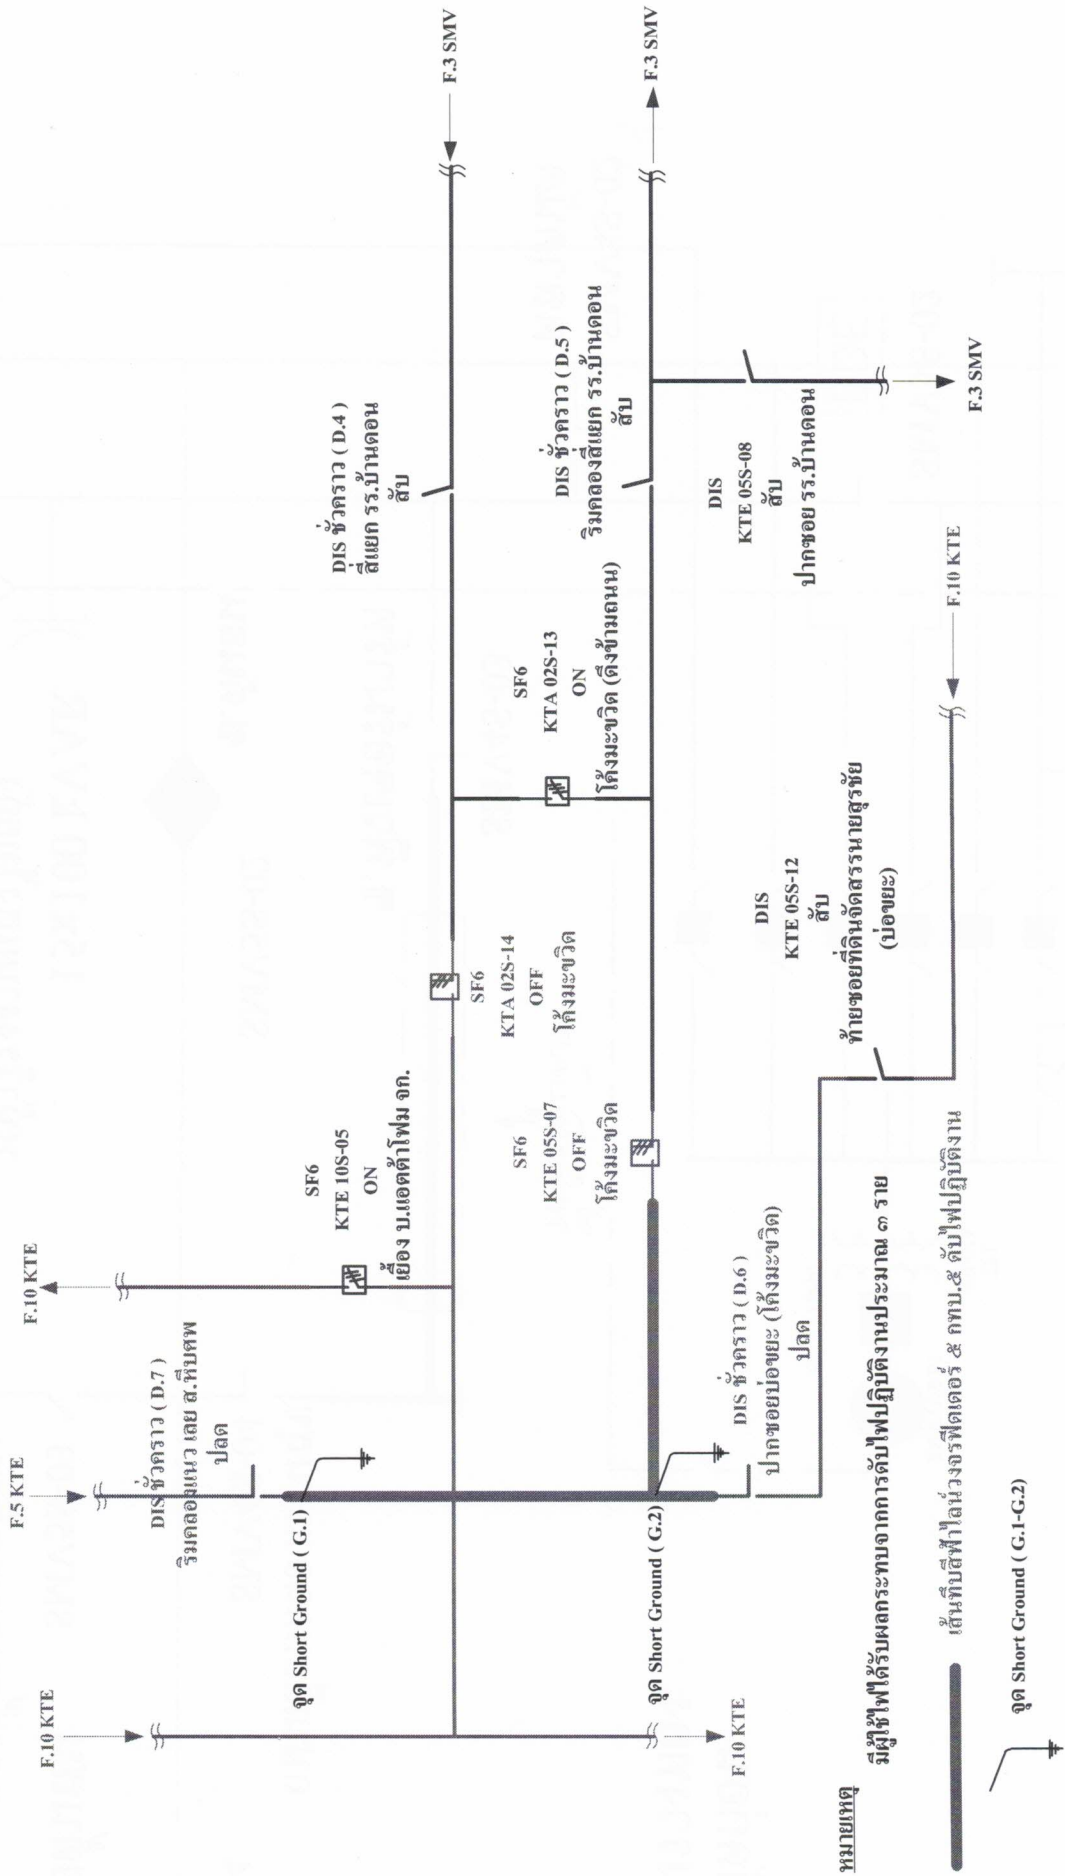 F.10 KTE
F.5 KTE
F.10 KTE
F.3 SMV
F.3 SMV
DIS ชั่วคราว ( D.7 )
ริมคลองแนว เลย ส.หีบศพ
ปลด
SF6
KTE 10S-05
ON
เยื้อง บ.แอตต้าโฟม จก.
DIS ชั่วคราว ( D.4 )
สี่แยก รร.บ้านดอน
สับ
จุด Short Ground ( G.1)
SF6
KTA 02S-14
OFF
โค้งมะขวิด
SF6
KTA 02S-13
ON
โค้งมะขวิด (ดึงข้ามถนน)
DIS ชั่วคราว ( D.5 )
ริมคลองสี่แยก รร.บ้านดอน
สับ
SF6
KTE 05S-07
OFF
โค้งมะขวิด
จุด Short Ground ( G.2)
F.10 KTE
DIS ชั่วคราว ( D.6 )
ปากซอยบ่อขยะ (โค้งมะขวิด)
ปลด
DIS
KTE 05S-12
สับ
ท้ายซอยที่ดินจัดสรรนายสุรชัย
(บ่อขยะ)
DIS
KTE 05S-08
สับ
ปากซอย รร.บ้านดอน
F.10 KTE
F.3 SMV
หมายเหตุ
มีผู้ใช้ไฟได้รับผลกระทบจากการดับไฟปฏิบัติงานประมาณ ๓ ราย
เส้นทึบสีฟ้าไลน์วงจรฟีดเดอร์ ๕ กทบ.๕ ดับไฟปฏิบัติงาน
จุด Short Ground ( G.1-G.2)